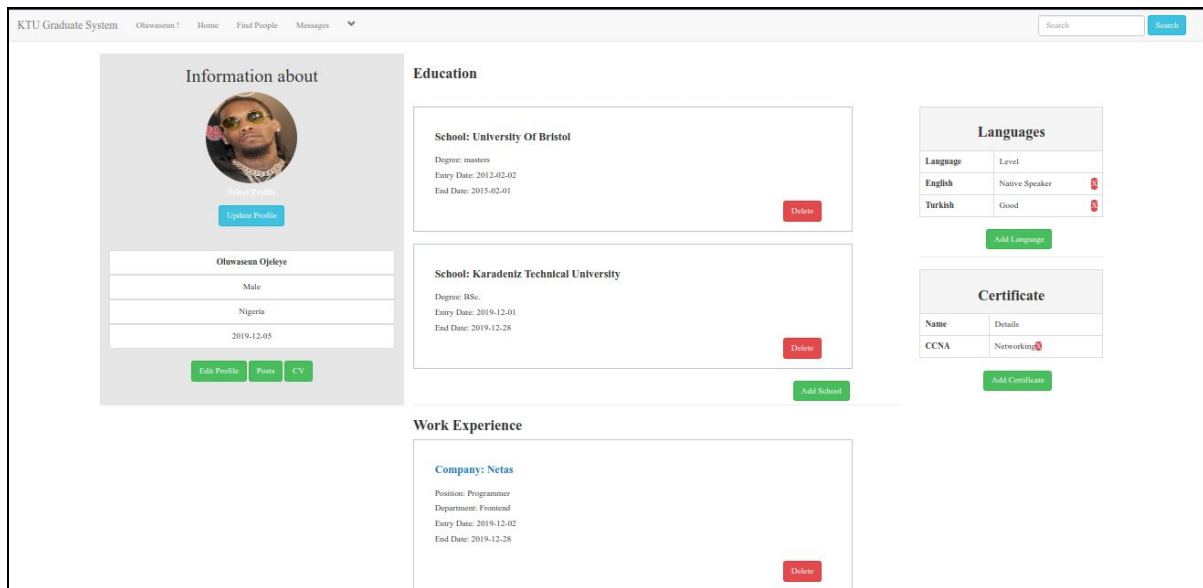 KTU Graduate System Oluwaseun ! Home Find People Messages Search Search
Information about
Select Profile
Update Profile
Oluwaseun Ojeleye
Male
Nigeria
2019-12-05
Edit Profile Posts CV
Education
School: University Of Bristol
Degree: masters
Entry Date: 2012-02-02
End Date: 2015-02-01
Delete
School: Karadeniz Technical University
Degree: BSc.
Entry Date: 2019-12-01
End Date: 2019-12-28
Delete
Add School
Work Experience
Company: Netas
Position: Programmer
Department: Frontend
Entry Date: 2019-12-02
End Date: 2019-12-28
Delete
Languages
Language Level
English Native Speaker X
Turkish Good X
Add Language
Certificate
Name Details
CCNA Networking X
Add Certificate